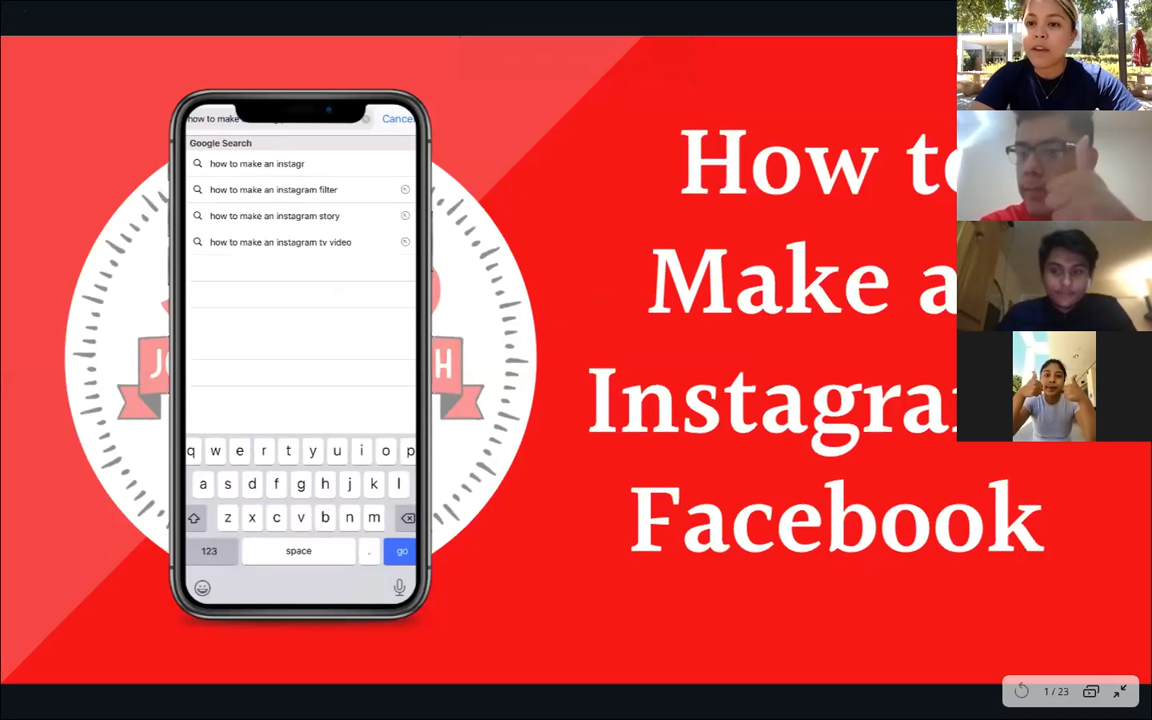 how to make
Cance
Google Search
how to make an instagr
how to make an instagram filter
how to make an instagram story
how to make an instagram tv video
q w e r t y u i o p
a s d f g h j k l
z x c v b n m
123 space . go
JO
H
How to
Make a
Instagra
Facebook
1 / 23